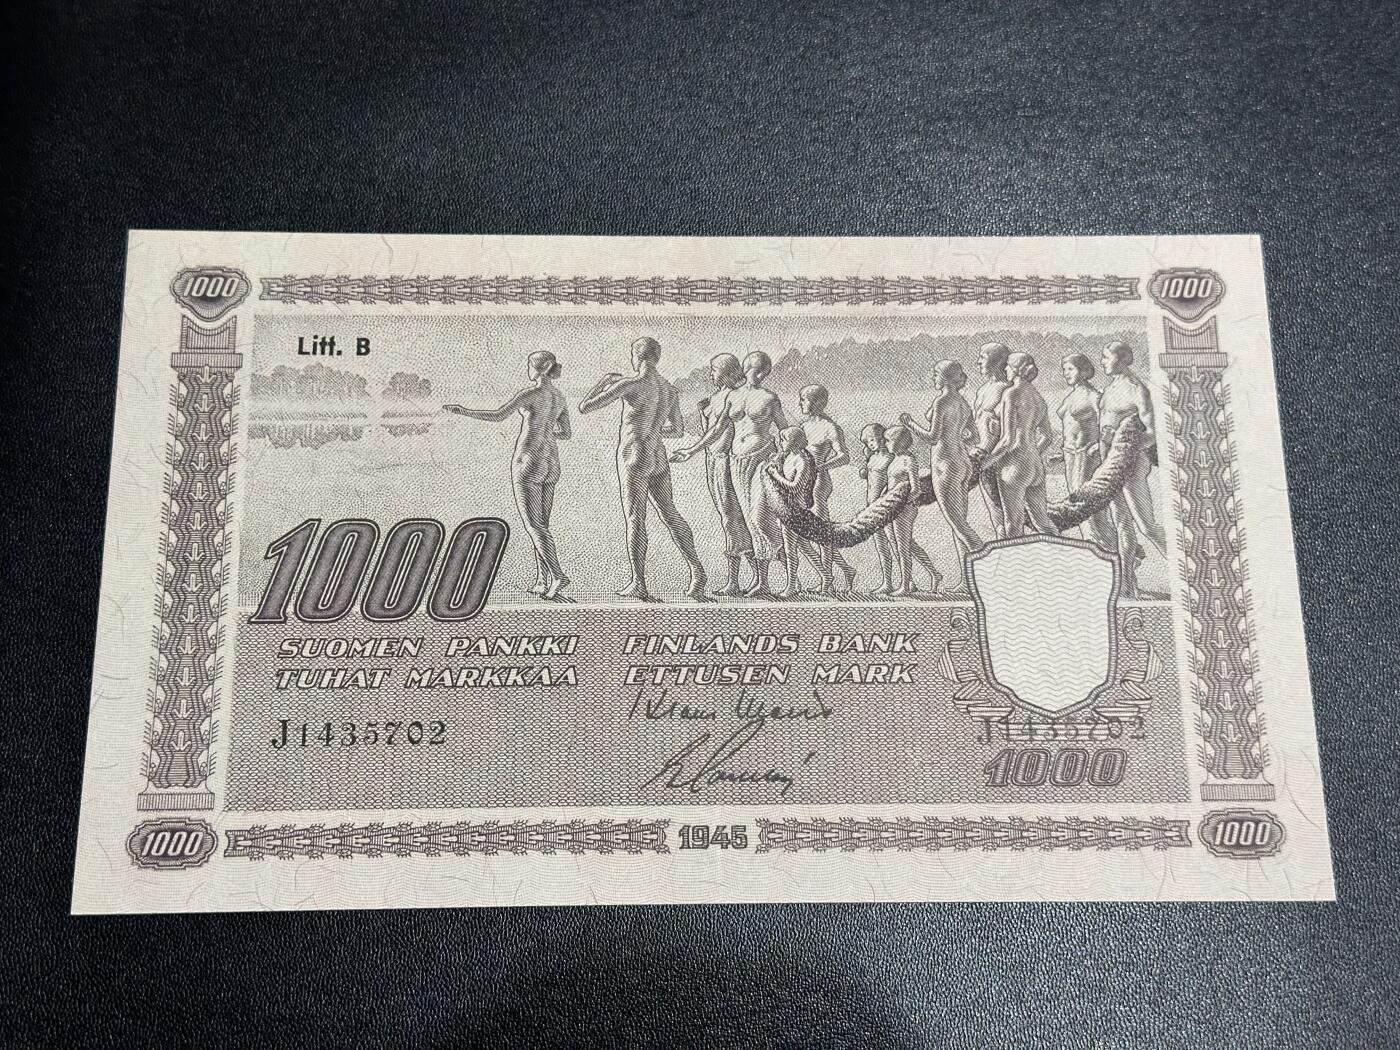 1000 1000
Litt. B
1000
SUOMEN PANKKI FINLANDS BANK
TUHAT MARKKAA ETTUSEN MARK
J1435702 J1435702
1000
1000 1945 1000